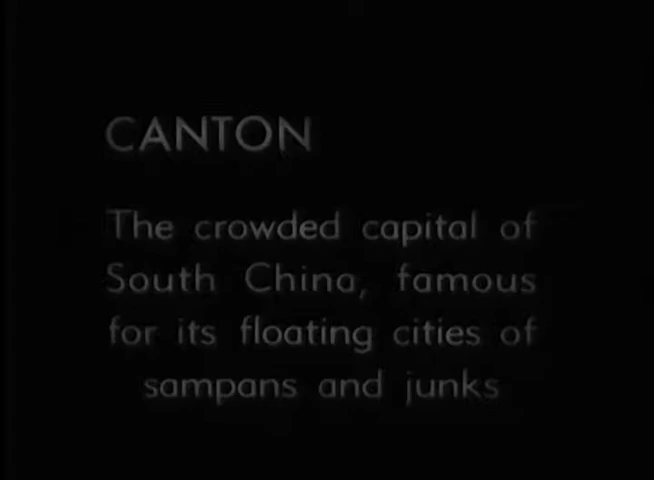 CANTON
The crowded capital of
South China, famous
for its floating cities of
sampans and junks